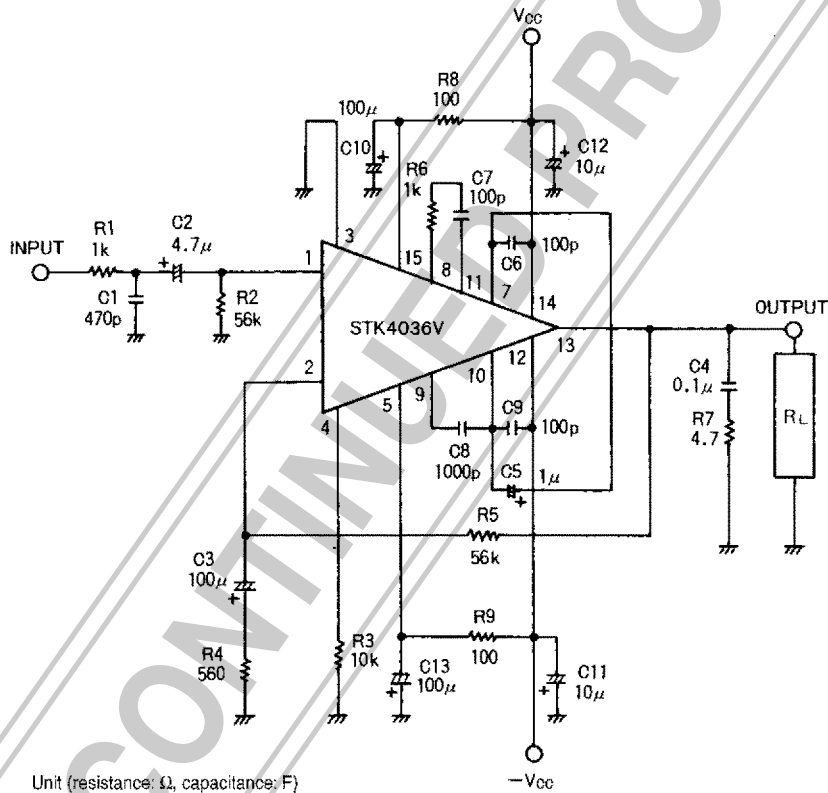 Vcc
R8
100
100μ
C10
C12
10μ
R6
1k
C7
100p
INPUT
R1
1k
C2
4.7μ
C1
470p
R2
56k
1
3
15
8
11
7
C6
100p
14
STK4036V
OUTPUT
13
12
10
9
5
2
4
C4
0.1μ
R7
4.7
RL
C8
1000p
C9
100p
C5
1μ
R5
56k
C3
100μ
R4
560
R3
10k
C13
100μ
R9
100
C11
10μ
−Vcc
Unit (resistance: Ω, capacitance: F)
CONTINUED PRO